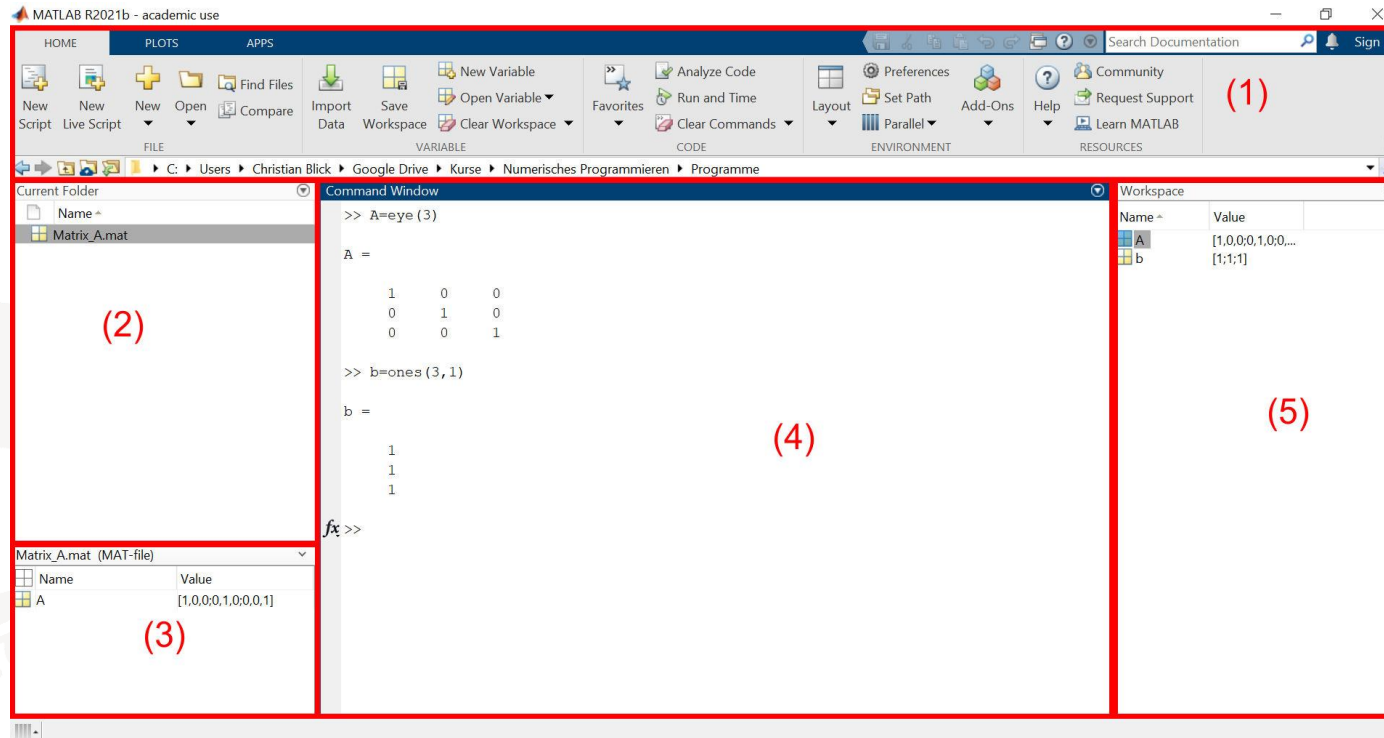 MATLAB R2021b - academic use
HOME PLOTS APPS
Search Documentation
Sign
New Script
New Live Script
New
Open
Find Files
Compare
FILE
Import Data
Save Workspace
New Variable
Open Variable
Clear Workspace
VARIABLE
Favorites
Analyze Code
Run and Time
Clear Commands
CODE
Layout
Preferences
Set Path
Parallel
Add-Ons
ENVIRONMENT
Help
Community
Request Support
Learn MATLAB
RESOURCES
(1)
C: Users Christian Blick Google Drive Kurse Numerisches Programmieren Programme
Current Folder
Name
Matrix_A.mat
(2)
Matrix_A.mat (MAT-file)
Name Value
A [1,0,0;0,1,0;0,0,1]
(3)
Command Window
>> A=eye(3)
A =
1 0 0
0 1 0
0 0 1
>> b=ones(3,1)
b =
1
1
1
fx >>
(4)
Workspace
Name Value
A [1,0,0;0,1,0;0,...
b [1;1;1]
(5)